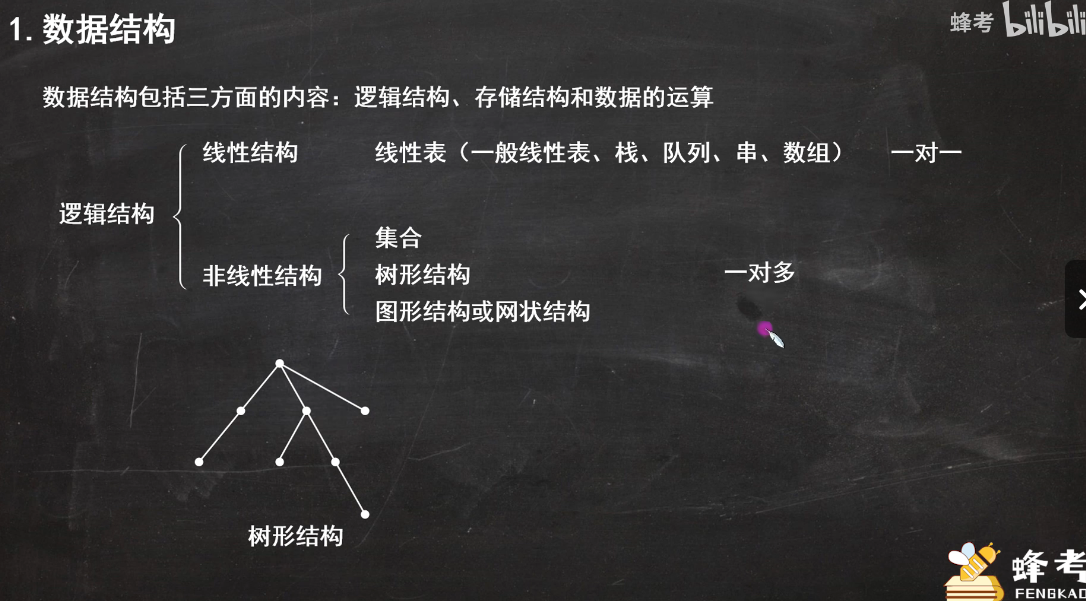 1. 数据结构
蜂考 bilibili
数据结构包括三方面的内容：逻辑结构、存储结构和数据的运算
线性结构 线性表（一般线性表、栈、队列、串、数组） 一对一
逻辑结构
集合
非线性结构 树形结构 一对多
图形结构或网状结构
树形结构
蜂考
FENGKAO